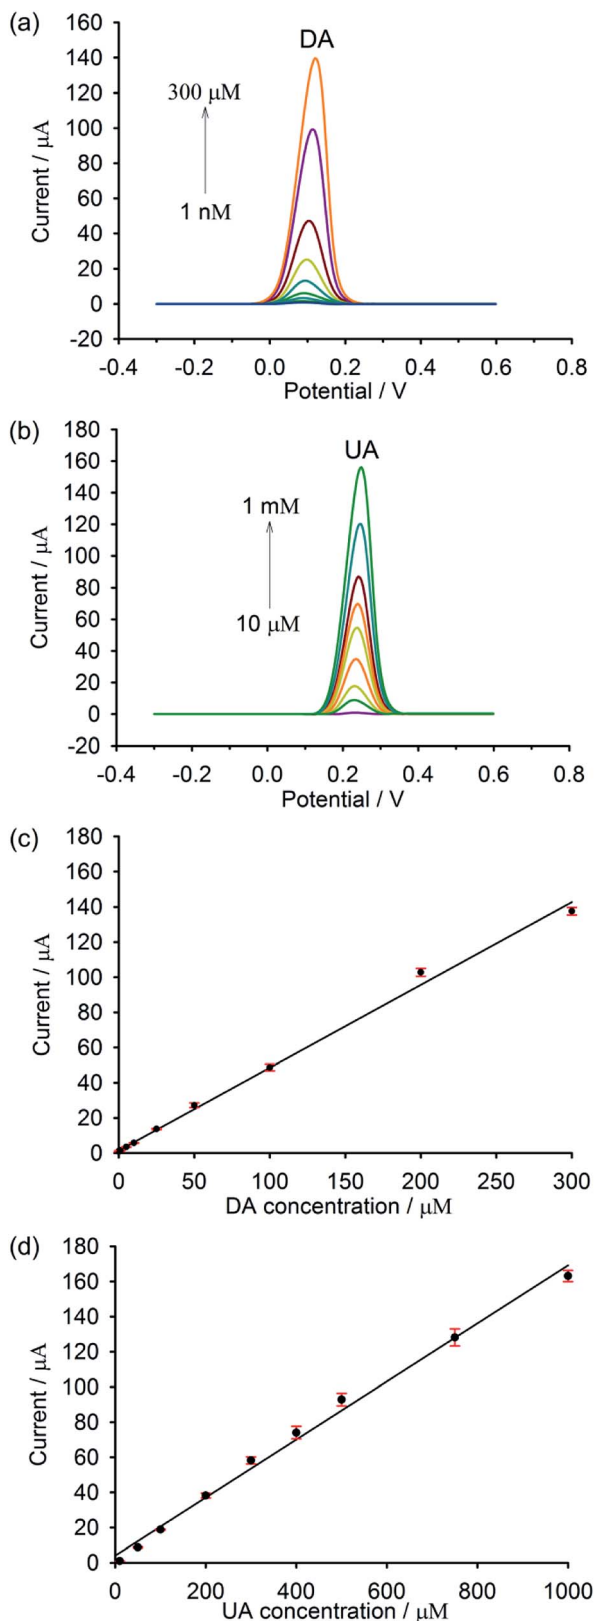 (a)
160
140
120
100
80
60
40
20
0
-20
Current / μA
DA
300 μM
1 nM
-0.4 -0.2 0.0 0.2 0.4 0.6 0.8
Potential / V
(b)
180
160
140
120
100
80
60
40
20
0
-20
Current / μA
UA
1 mM
10 μM
-0.4 -0.2 0.0 0.2 0.4 0.6 0.8
Potential / V
(c)
180
160
140
120
100
80
60
40
20
0
Current / μA
0 50 100 150 200 250 300
DA concentration / μM
(d)
180
160
140
120
100
80
60
40
20
0
Current / μA
0 200 400 600 800 1000
UA concentration / μM